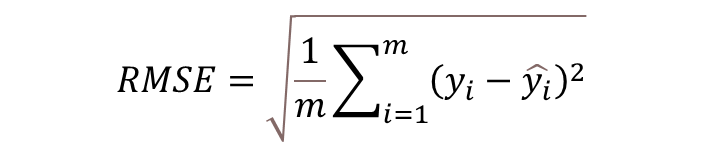 RMSE = √(1/m ∑_{i=1}^{m} (y_i − ŷ_i)²)